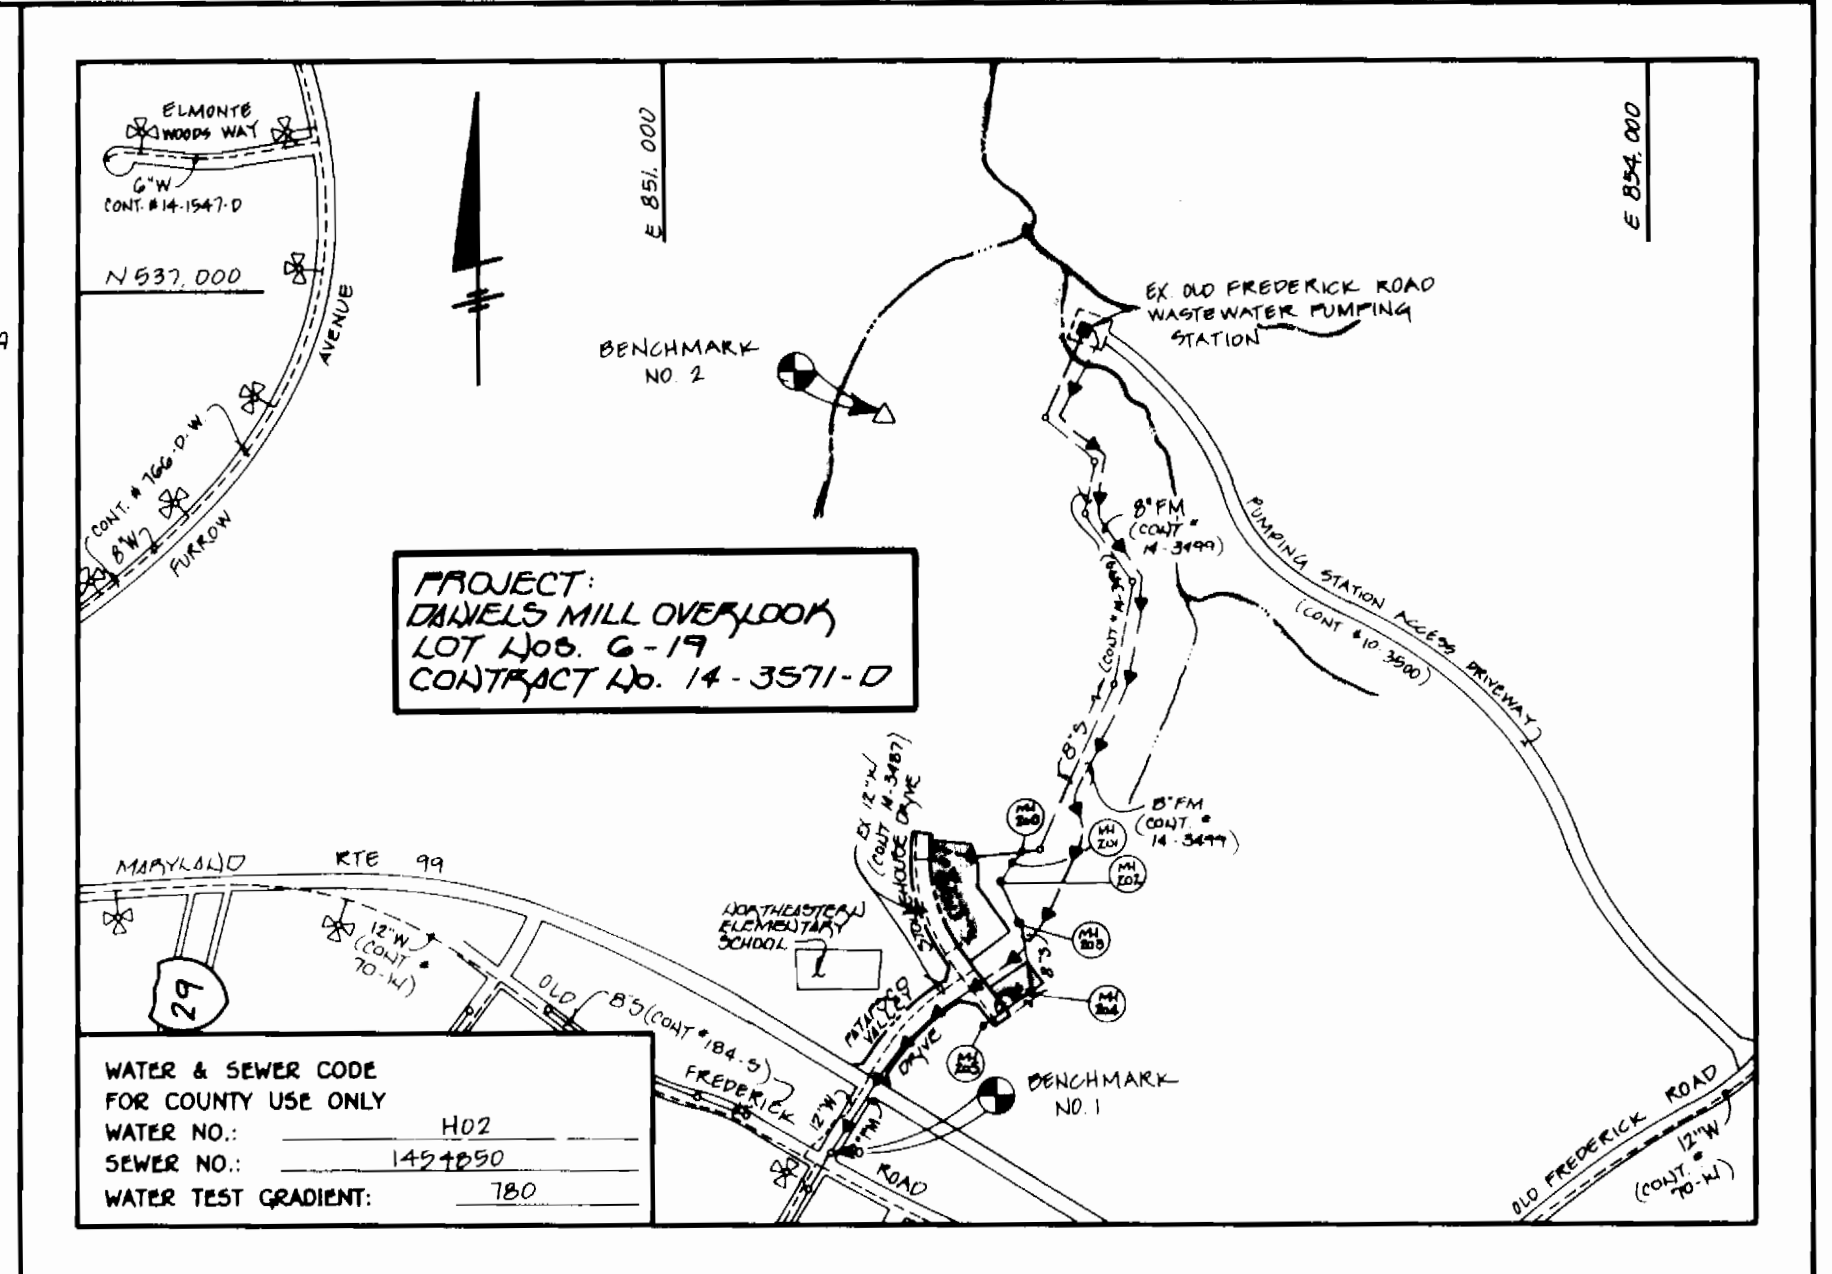 ELMONTE
WOODS WAY
6"W
CONT. #14-1547-D
N 537,000
E 851,000
E 854,000
AVENUE
FURROW
CONT. # 766-D-W.
8"W
BENCHMARK
NO. 2
EX. OLD FREDERICK ROAD
WASTEWATER PUMPING
STATION
8"FM
(CONT #
14-3499)
PUMPING STATION ACCESS DRIVEWAY
(CONT #10-3500)
PROJECT:
DANIELS MILL OVERLOOK
LOT Nos. 6-19
CONTRACT No. 14-3571-D
8"S
8"FM
(CONT. #
14-3499)
EX 12"W
(CONT 14-3487)
STONEHOUSE DRIVE
MH
200
MH
201
MH
202
MH
203
MH
204
MH
205
8"S
MARYLAND RTE 99
NORTHEASTERN
ELEMENTARY
SCHOOL
12"W
(CONT #
70-W)
29
OLD
8"S (CONT #184-S)
FREDERICK
ROAD
PATAPSCO
VALLEY
DRIVE
12"W
8"FM
BENCHMARK
NO. 1
OLD FREDERICK ROAD
12"W
(CONT. #
70-W)
WATER & SEWER CODE
FOR COUNTY USE ONLY
WATER NO.: H02
SEWER NO.: 1454850
WATER TEST GRADIENT: 780